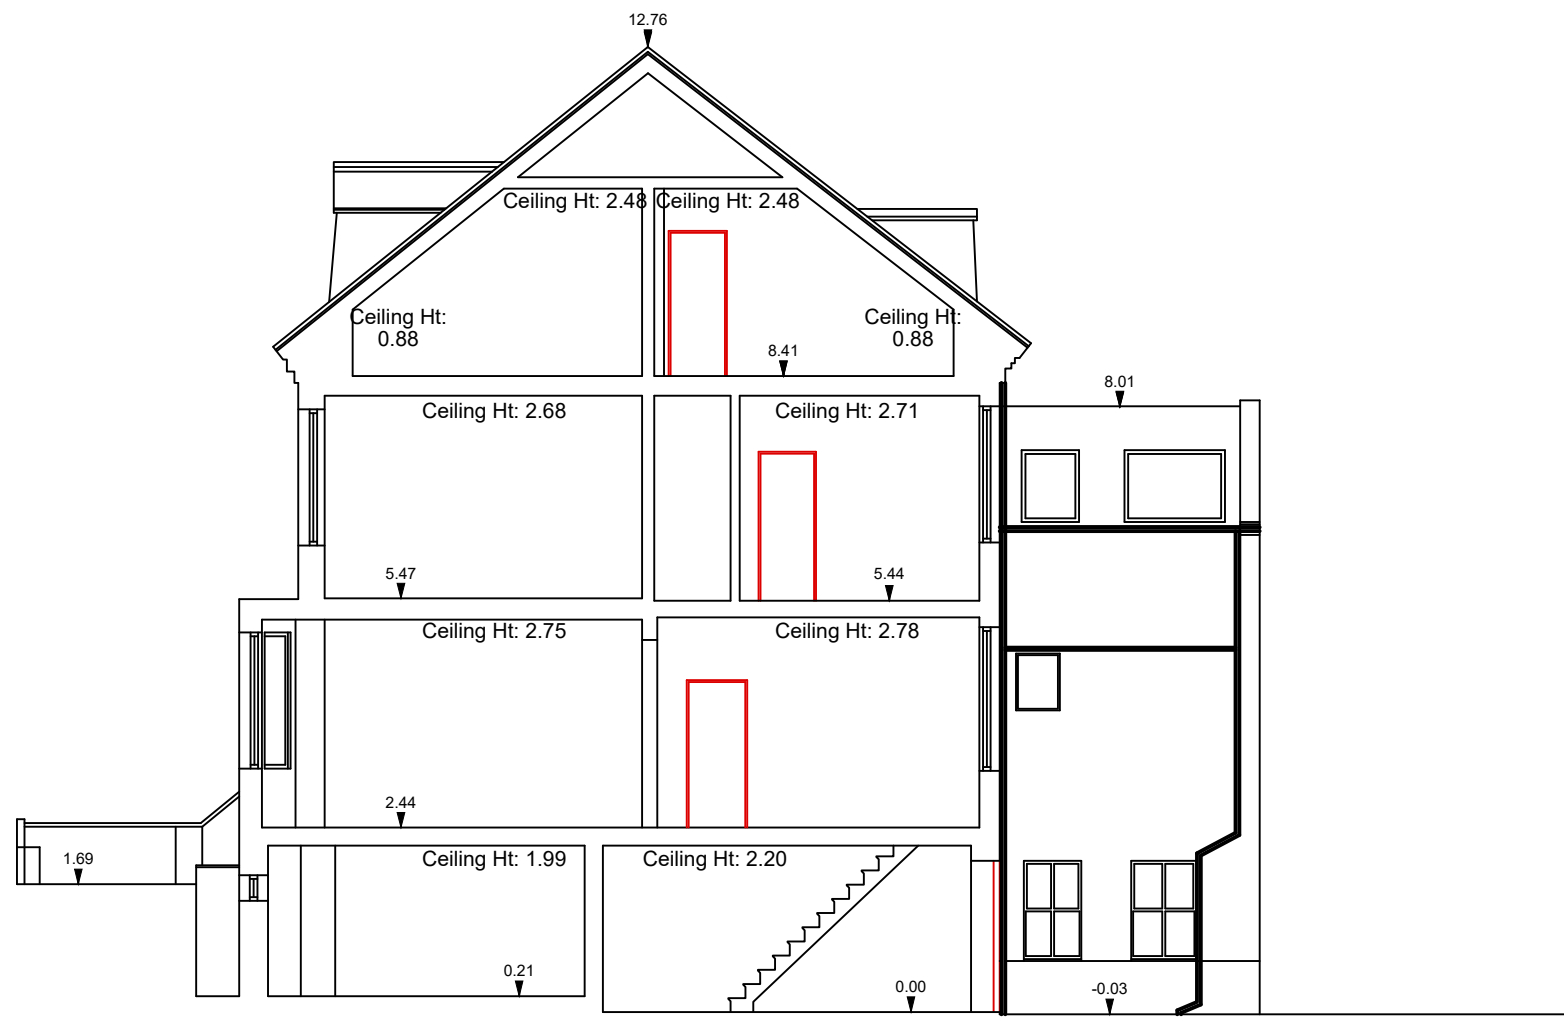 12.76
Ceiling Ht: 2.48
Ceiling Ht: 2.48
Ceiling Ht:
0.88
Ceiling Ht:
0.88
8.41
8.01
Ceiling Ht: 2.68
Ceiling Ht: 2.71
5.47
5.44
Ceiling Ht: 2.75
Ceiling Ht: 2.78
2.44
1.69
Ceiling Ht: 1.99
Ceiling Ht: 2.20
0.21
0.00
-0.03